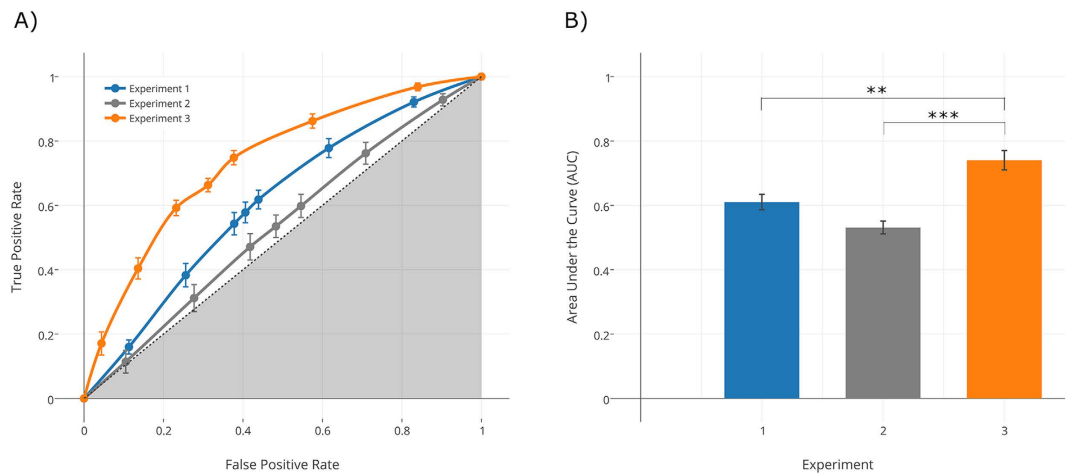 A)
1
0.8
0.6
0.4
0.2
0
True Positive Rate
Experiment 1
Experiment 2
Experiment 3
0 0.2 0.4 0.6 0.8 1
False Positive Rate
B)
1
0.8
0.6
0.4
0.2
0
Area Under the Curve (AUC)
**
***
1 2 3
Experiment